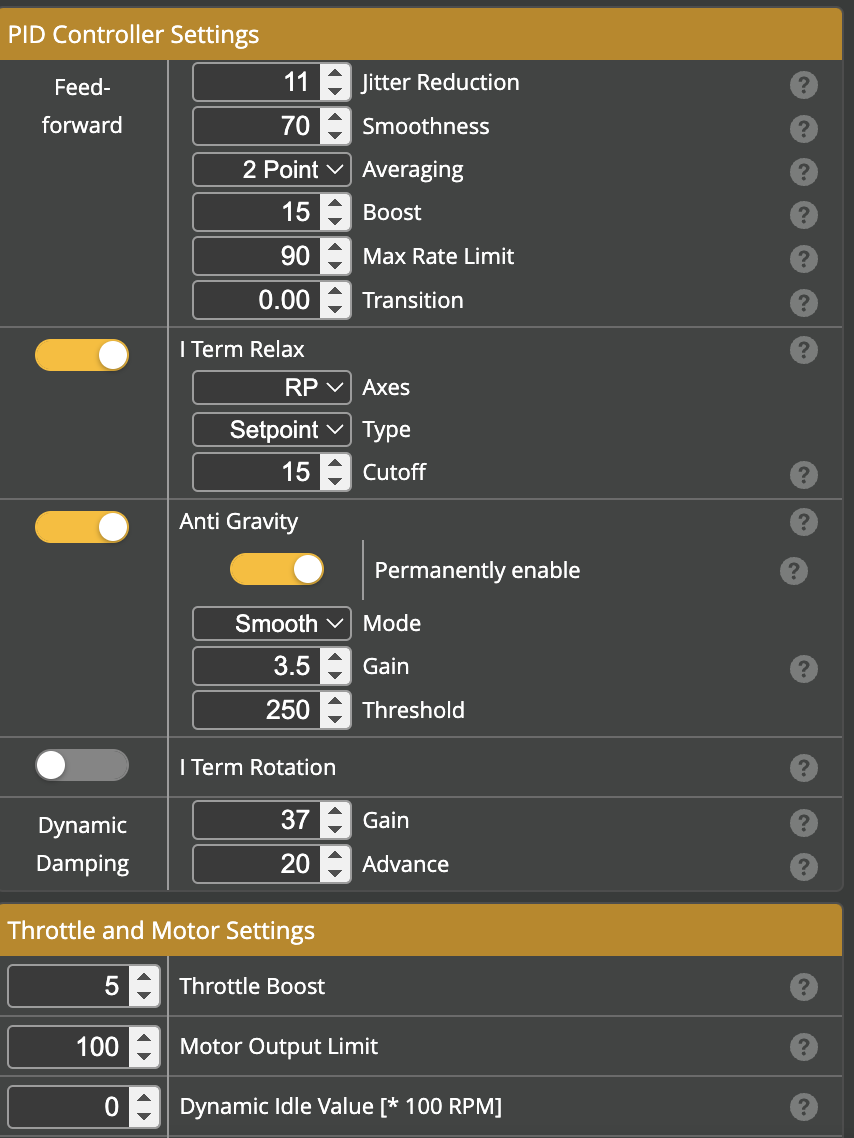 PID Controller Settings
Feed-
forward
11 Jitter Reduction ?
70 Smoothness ?
2 Point Averaging ?
15 Boost ?
90 Max Rate Limit ?
0.00 Transition ?
I Term Relax ?
RP Axes
Setpoint Type
15 Cutoff ?
Anti Gravity ?
Permanently enable ?
Smooth Mode
3.5 Gain ?
250 Threshold
I Term Rotation ?
Dynamic
Damping
37 Gain ?
20 Advance ?
Throttle and Motor Settings
5 Throttle Boost ?
100 Motor Output Limit ?
0 Dynamic Idle Value [* 100 RPM] ?